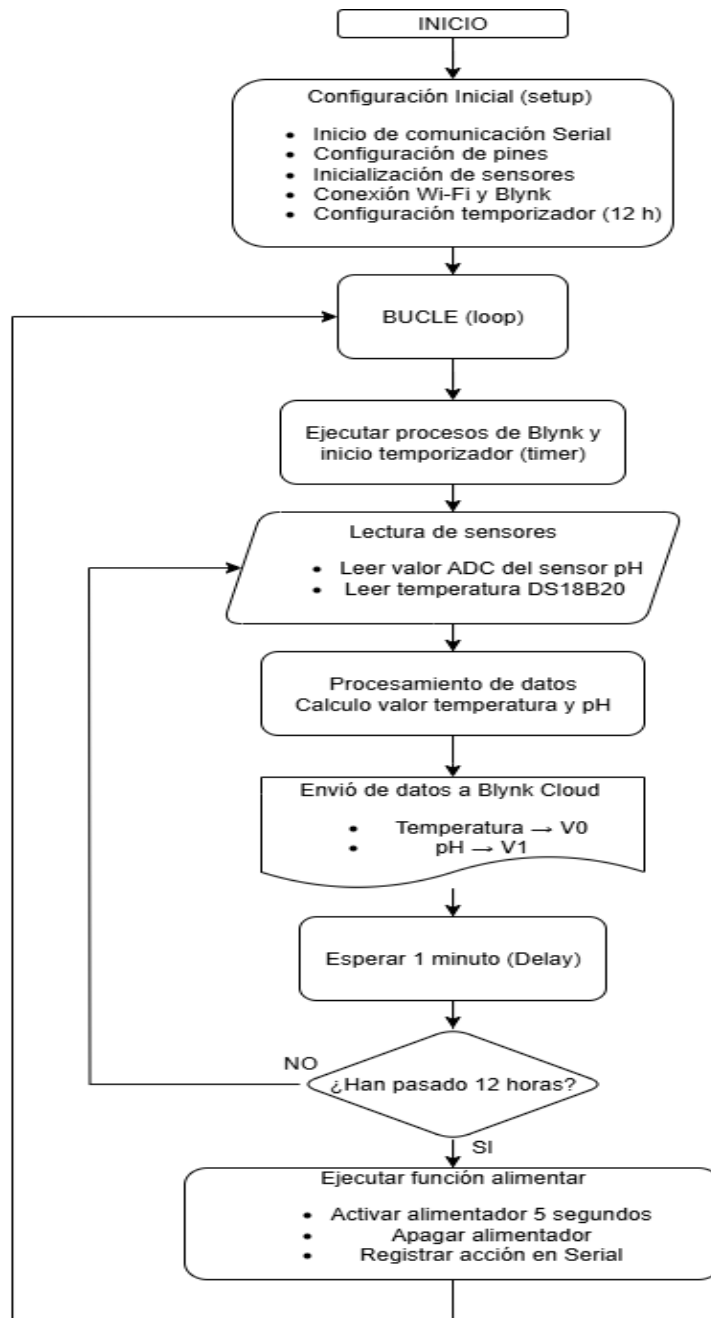 INICIO
Configuración Inicial (setup)
• Inicio de comunicación Serial
• Configuración de pines
• Inicialización de sensores
• Conexión Wi-Fi y Blynk
• Configuración temporizador (12 h)
BUCLE (loop)
Ejecutar procesos de Blynk y
inicio temporizador (timer)
Lectura de sensores
• Leer valor ADC del sensor pH
• Leer temperatura DS18B20
Procesamiento de datos
Calculo valor temperatura y pH
Envió de datos a Blynk Cloud
• Temperatura → V0
• pH → V1
Esperar 1 minuto (Delay)
NO
¿Han pasado 12 horas?
SI
Ejecutar función alimentar
• Activar alimentador 5 segundos
• Apagar alimentador
• Registrar acción en Serial